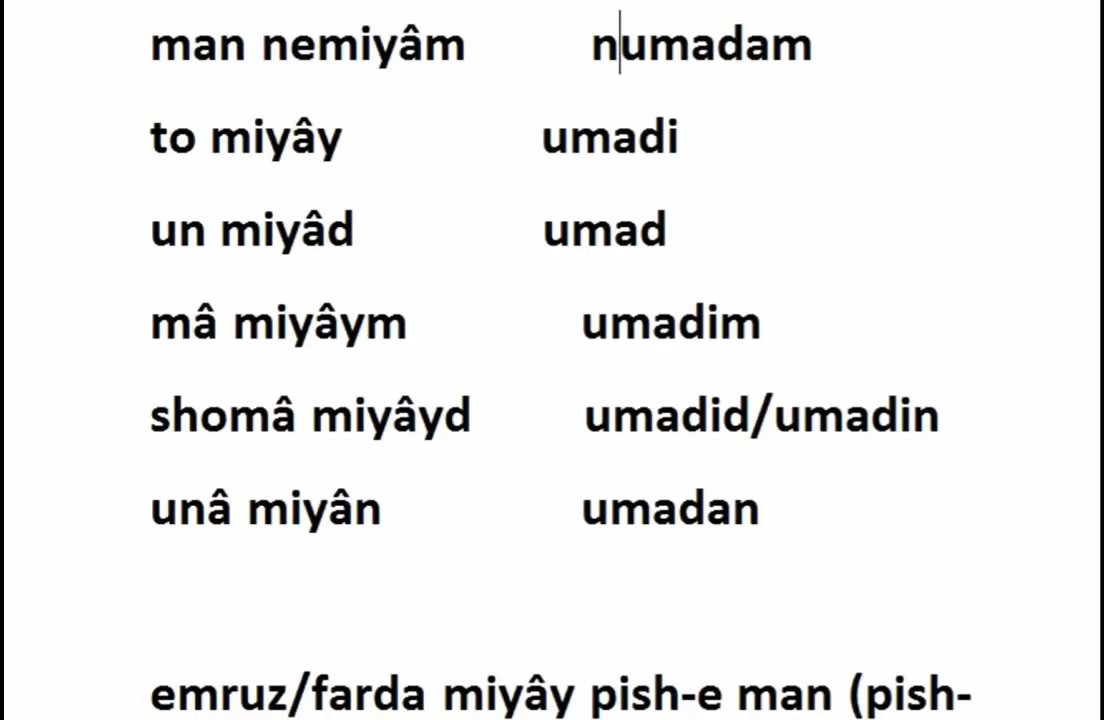 man nemiyâm numadam
to miyây umadi
un miyâd umad
mâ miyâym umadim
shomâ miyâyd umadid/umadin
unâ miyân umadan
emruz/farda miyây pish-e man (pish-